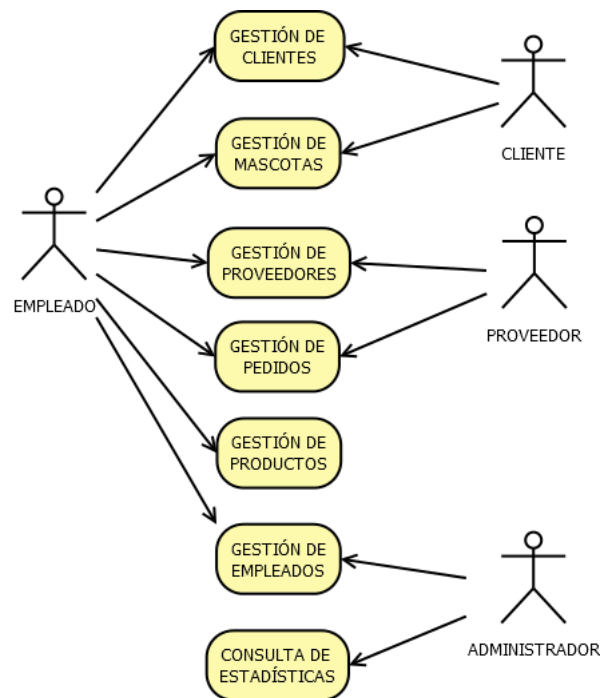 GESTIÓN DE
CLIENTES
CLIENTE
GESTIÓN DE
MASCOTAS
EMPLEADO
GESTIÓN DE
PROVEEDORES
PROVEEDOR
GESTIÓN DE
PEDIDOS
GESTIÓN DE
PRODUCTOS
GESTIÓN DE
EMPLEADOS
ADMINISTRADOR
CONSULTA DE
ESTADÍSTICAS